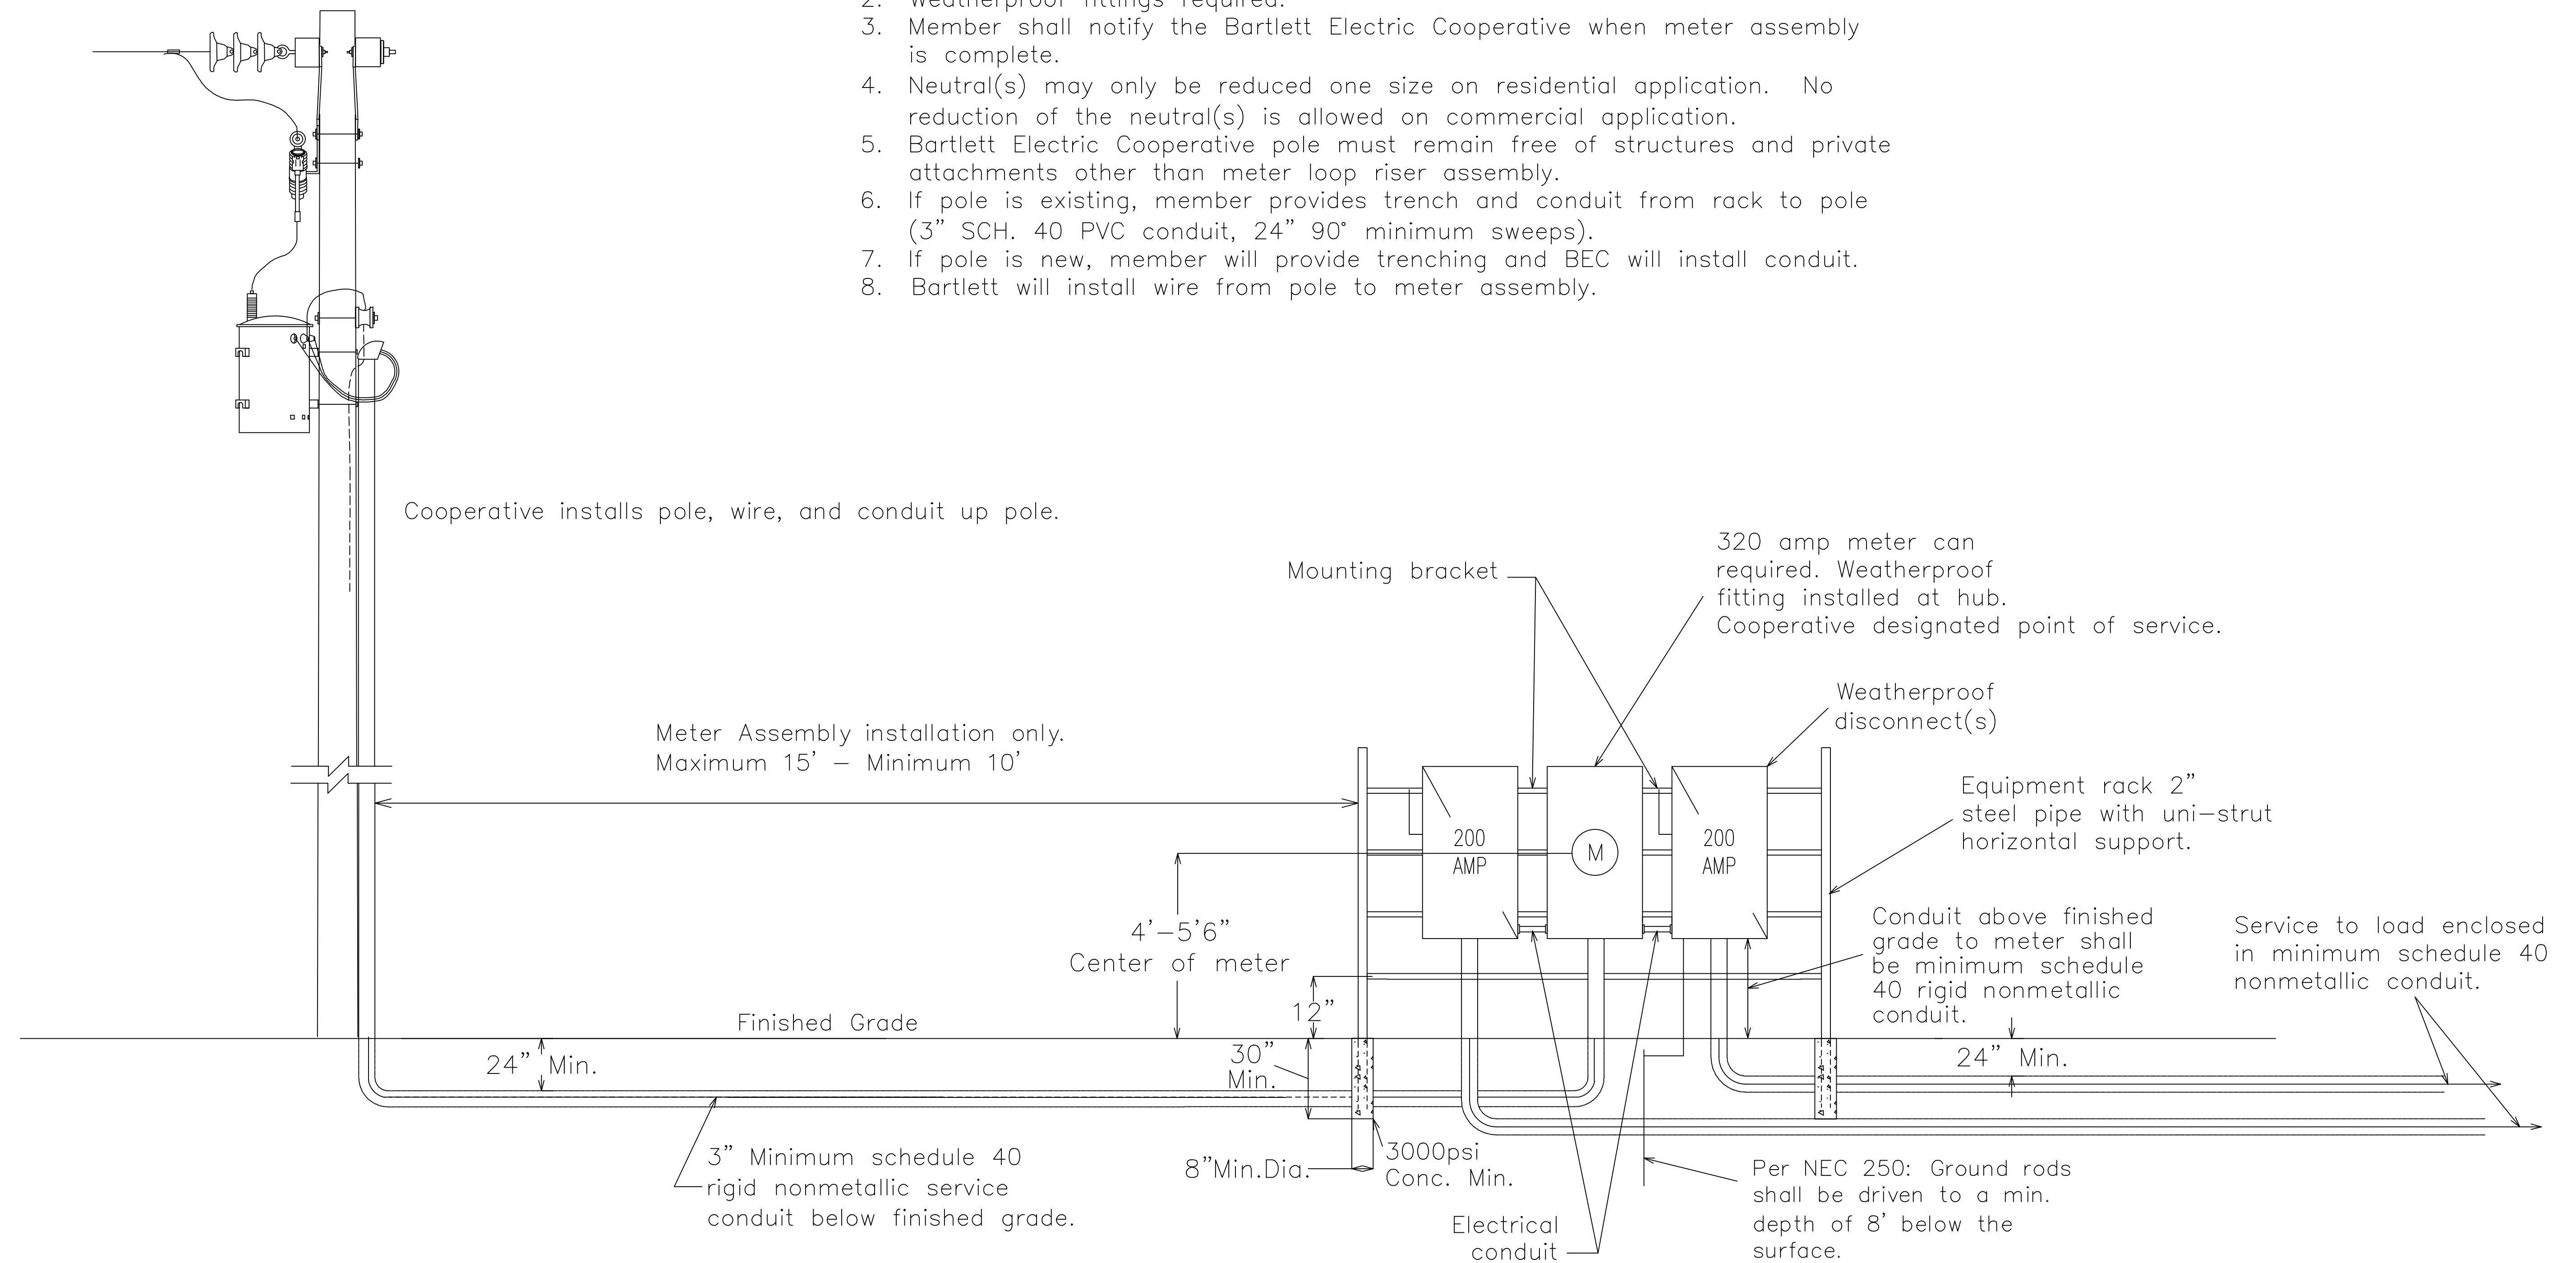 2. Weatherproof fittings required.
3. Member shall notify the Bartlett Electric Cooperative when meter assembly
is complete.
4. Neutral(s) may only be reduced one size on residential application. No
reduction of the neutral(s) is allowed on commercial application.
5. Bartlett Electric Cooperative pole must remain free of structures and private
attachments other than meter loop riser assembly.
6. If pole is existing, member provides trench and conduit from rack to pole
(3” SCH. 40 PVC conduit, 24” 90° minimum sweeps).
7. If pole is new, member will provide trenching and BEC will install conduit.
8. Bartlett will install wire from pole to meter assembly.
Cooperative installs pole, wire, and conduit up pole.
Mounting bracket
320 amp meter can
required. Weatherproof
fitting installed at hub.
Cooperative designated point of service.
Weatherproof
disconnect(s)
Meter Assembly installation only.
Maximum 15’ – Minimum 10’
Equipment rack 2”
steel pipe with uni–strut
horizontal support.
200
AMP
M
200
AMP
4’–5’6”
Center of meter
Conduit above finished
grade to meter shall
be minimum schedule
40 rigid nonmetallic
conduit.
Service to load enclosed
in minimum schedule 40
nonmetallic conduit.
12”
Finished Grade
24” Min.
30”
Min.
24” Min.
3” Minimum schedule 40
rigid nonmetallic service
conduit below finished grade.
8”Min.Dia.
3000psi
Conc. Min.
Electrical
conduit
Per NEC 250: Ground rods
shall be driven to a min.
depth of 8’ below the
surface.